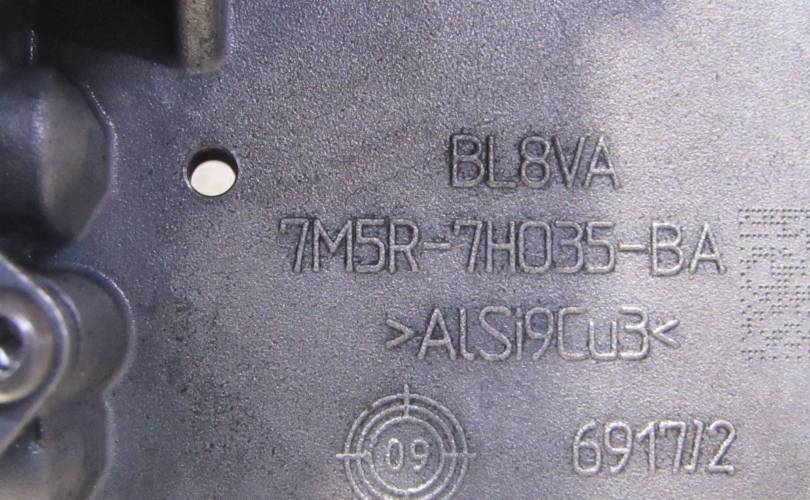 BL8VA
7M5R-7H035-BA
>AlSi9Cu3<
09
6917/2